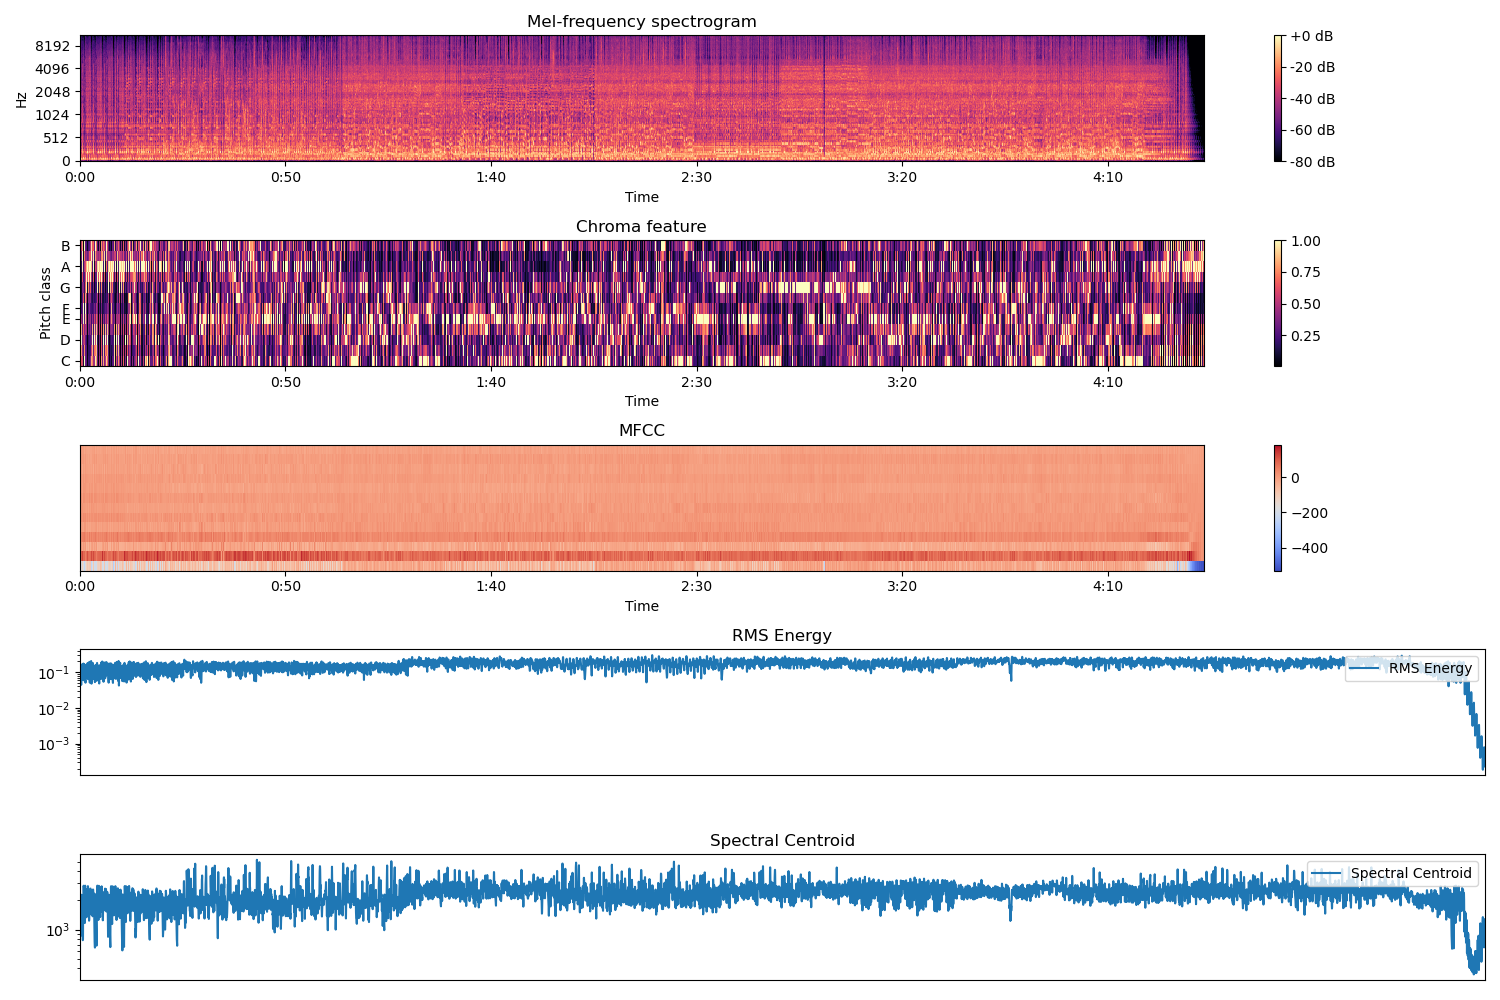 Mel-frequency spectrogram
8192
4096
2048
1024
512
0
Hz
0:00 0:50 1:40 2:30 3:20 4:10
Time
+0 dB
-20 dB
-40 dB
-60 dB
-80 dB
Chroma feature
B
A
G
E
E
D
C
Pitch class
0:00 0:50 1:40 2:30 3:20 4:10
Time
1.00
0.75
0.50
0.25
MFCC
0:00 0:50 1:40 2:30 3:20 4:10
Time
0
−200
−400
RMS Energy
10⁻¹
10⁻²
10⁻³
RMS Energy
Spectral Centroid
10³
Spectral Centroid